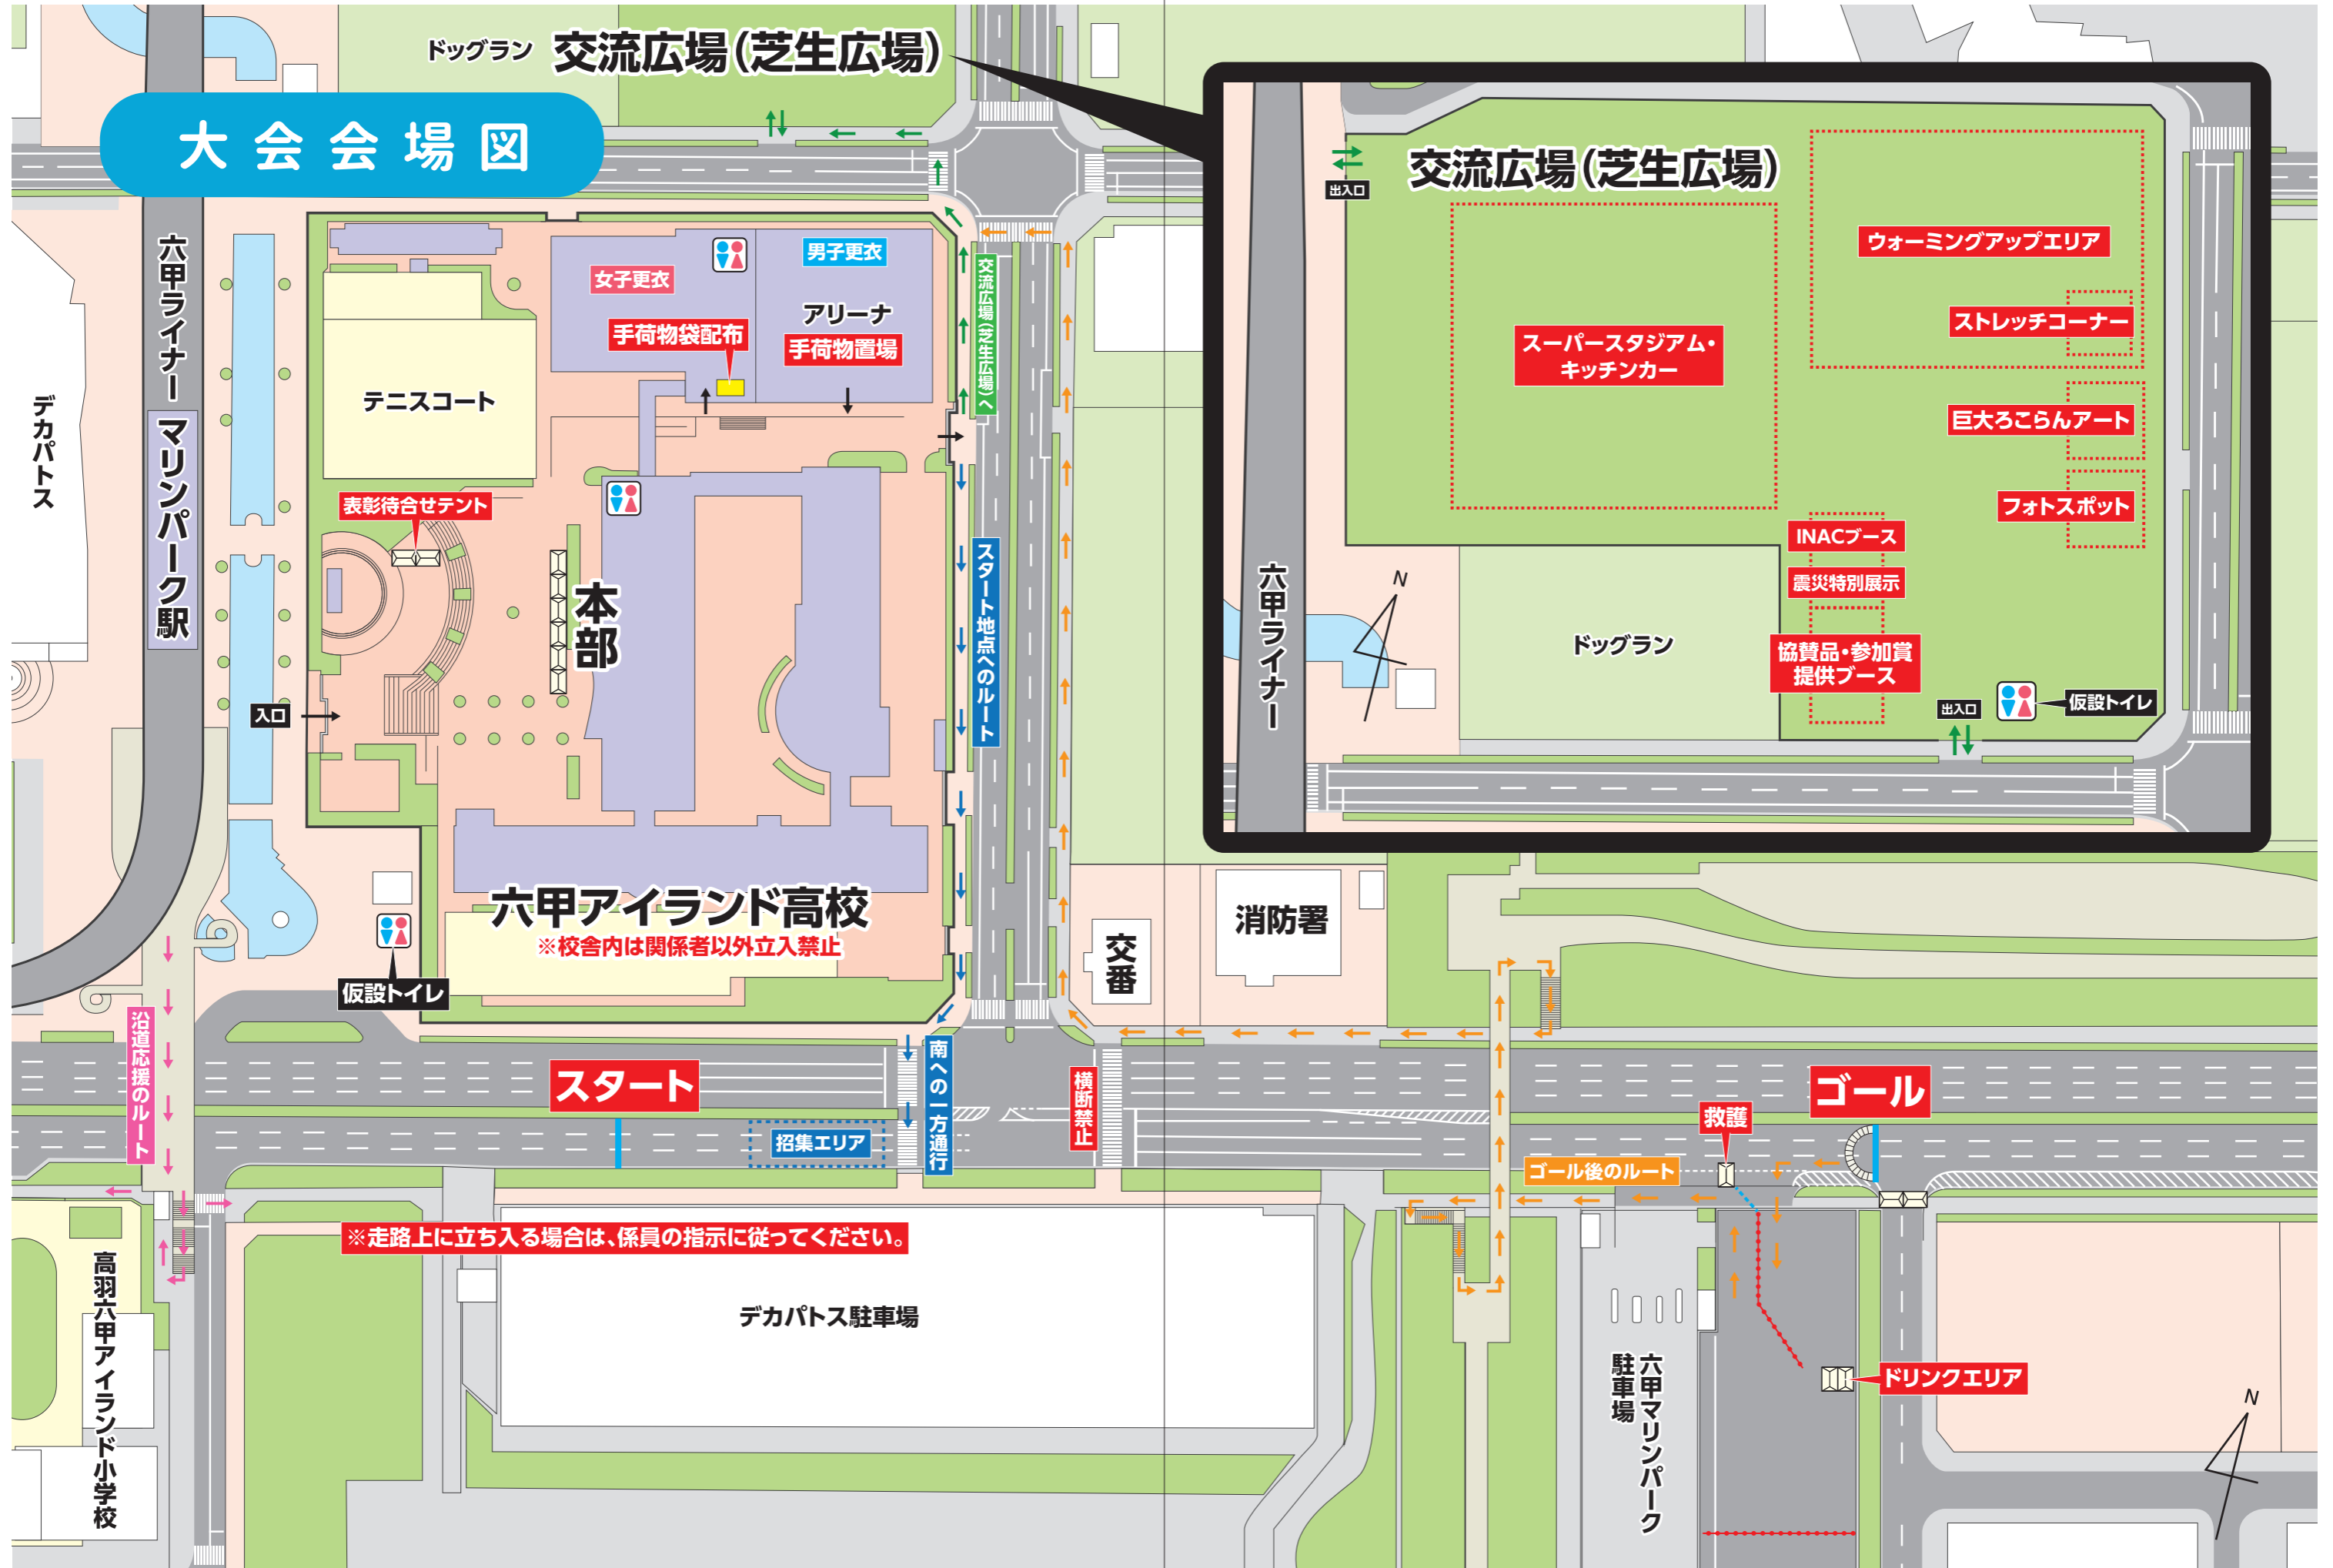 大会会場図
ドッグラン
交流広場(芝生広場)
六甲ライナー
マリンパーク駅
デカパトス
女子更衣
男子更衣
アリーナ
手荷物袋配布
手荷物置場
テニスコート
表彰待合せテント
本部
入口
交流広場(芝生広場)へ
スタート地点へのルート
六甲アイランド高校
※校舎内は関係者以外立入禁止
仮設トイレ
交番
消防署
沿道応援のルート
スタート
招集エリア
南への一方通行
横断禁止
ゴール
救護
ゴール後のルート
※走路上に立ち入る場合は、係員の指示に従ってください。
高羽六甲アイランド小学校
デカパトス駐車場
六甲マリンパーク
駐車場
ドリンクエリア
N
交流広場(芝生広場)
出入口
ウォーミングアップエリア
ストレッチコーナー
スーパースタジアム・
キッチンカー
巨大ろこらんアート
フォトスポット
INACブース
震災特別展示
協賛品・参加賞
提供ブース
六甲ライナー
N
ドッグラン
出入口
仮設トイレ